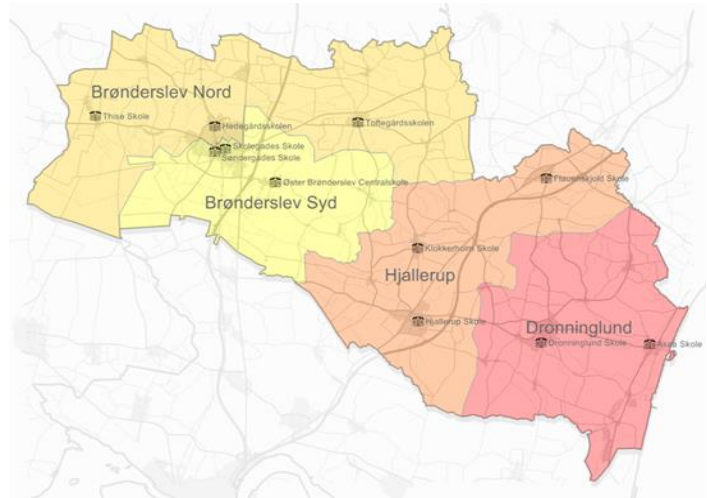 Brønderslev Nord
Thise Skole
Hedegårdsskolen
Toftegårdsskolen
Skolegades Skole
Søndergades Skole
Øster Brønderslev Centralskole
Brønderslev Syd
Flauenskjold Skole
Klokkerholm Skole
Hjallerup
Hjallerup Skole
Dronninglund
Dronninglund Skole
Asaa Skole